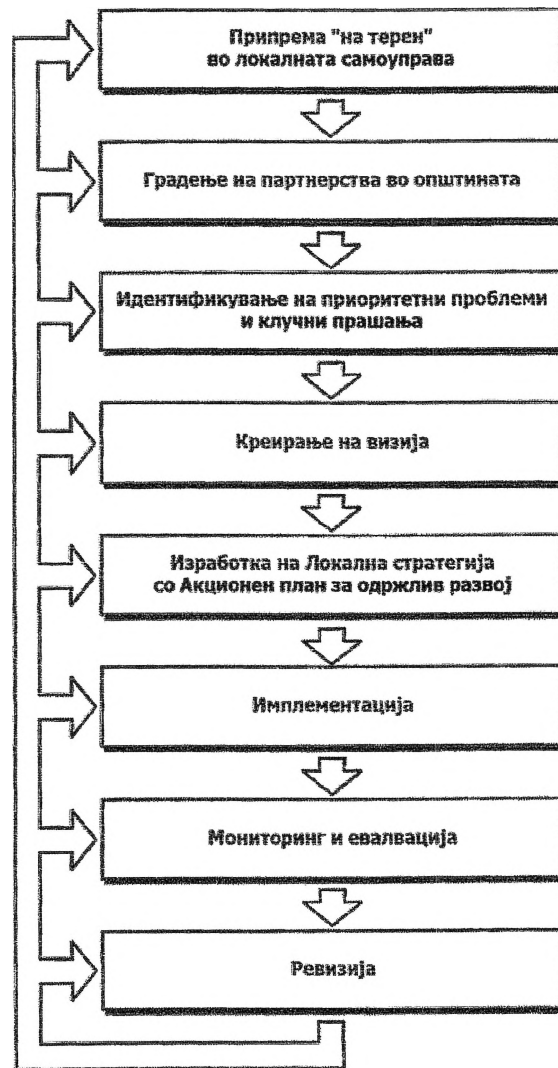 Припрема "на терен"
во локалната самоуправа
Градење на партнерства во општината
Идентификување на приоритетни проблеми
и клучни прашања
Креирање на визија
Изработка на Локална стратегија
со Акционен план за одржлив развој
Имплементација
Мониторинг и евалвација
Ревизија